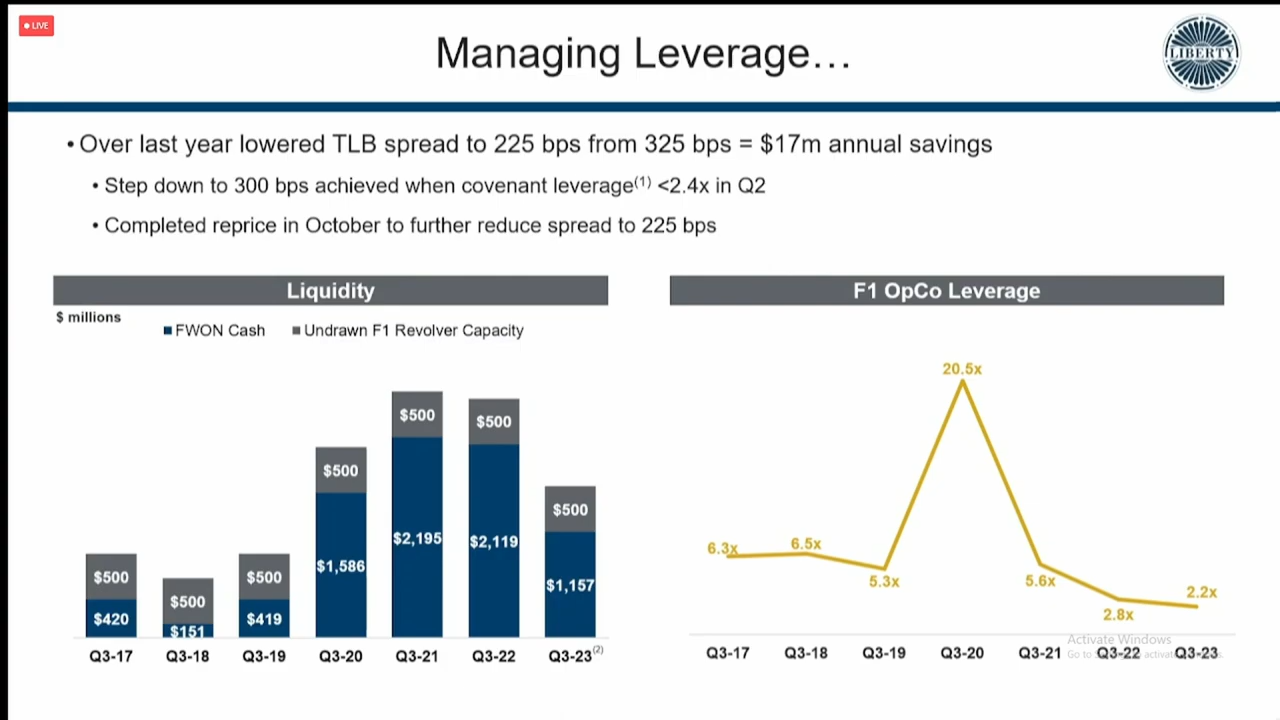 LIVE
Managing Leverage…
LIBERTY
• Over last year lowered TLB spread to 225 bps from 325 bps = $17m annual savings
• Step down to 300 bps achieved when covenant leverage(1) <2.4x in Q2
• Completed reprice in October to further reduce spread to 225 bps
Liquidity
$ millions
FWON Cash Undrawn F1 Revolver Capacity
$500 $500 $500 $500 $500 $500 $500
$420 $151 $419 $1,586 $2,195 $2,119 $1,157
Q3-17 Q3-18 Q3-19 Q3-20 Q3-21 Q3-22 Q3-23(2)
F1 OpCo Leverage
6.3x 6.5x 5.3x 20.5x 5.6x 2.8x 2.2x
Q3-17 Q3-18 Q3-19 Q3-20 Q3-21 Q3-22 Q3-23
Activate Windows
Go to activate